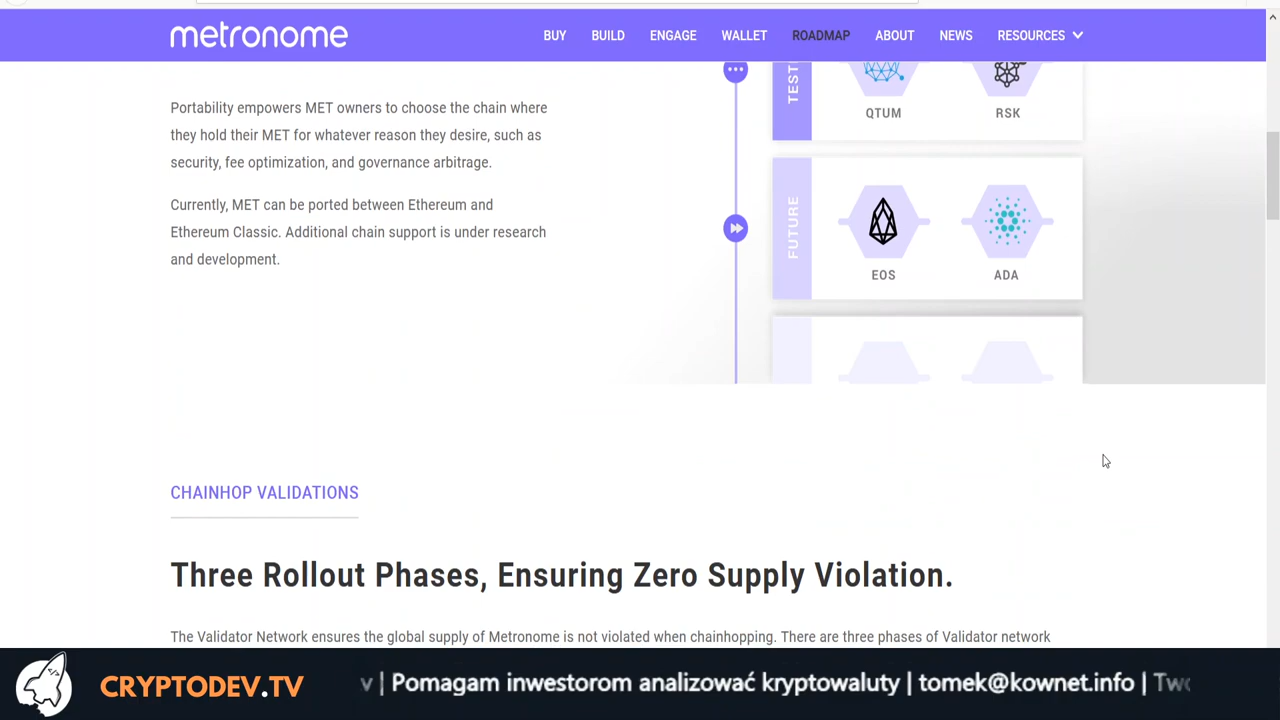 metronome
BUY BUILD ENGAGE WALLET ROADMAP ABOUT NEWS RESOURCES
TEST
QTUM RSK
Portability empowers MET owners to choose the chain where
they hold their MET for whatever reason they desire, such as
security, fee optimization, and governance arbitrage.
Currently, MET can be ported between Ethereum and
Ethereum Classic. Additional chain support is under research
and development.
FUTURE
EOS ADA
CHAINHOP VALIDATIONS
Three Rollout Phases, Ensuring Zero Supply Violation.
The Validator Network ensures the global supply of Metronome is not violated when chainhopping. There are three phases of Validator network
CRYPTODEV.TV
v | Pomagam inwestorom analizować kryptowaluty | tomek@kownet.info | Two